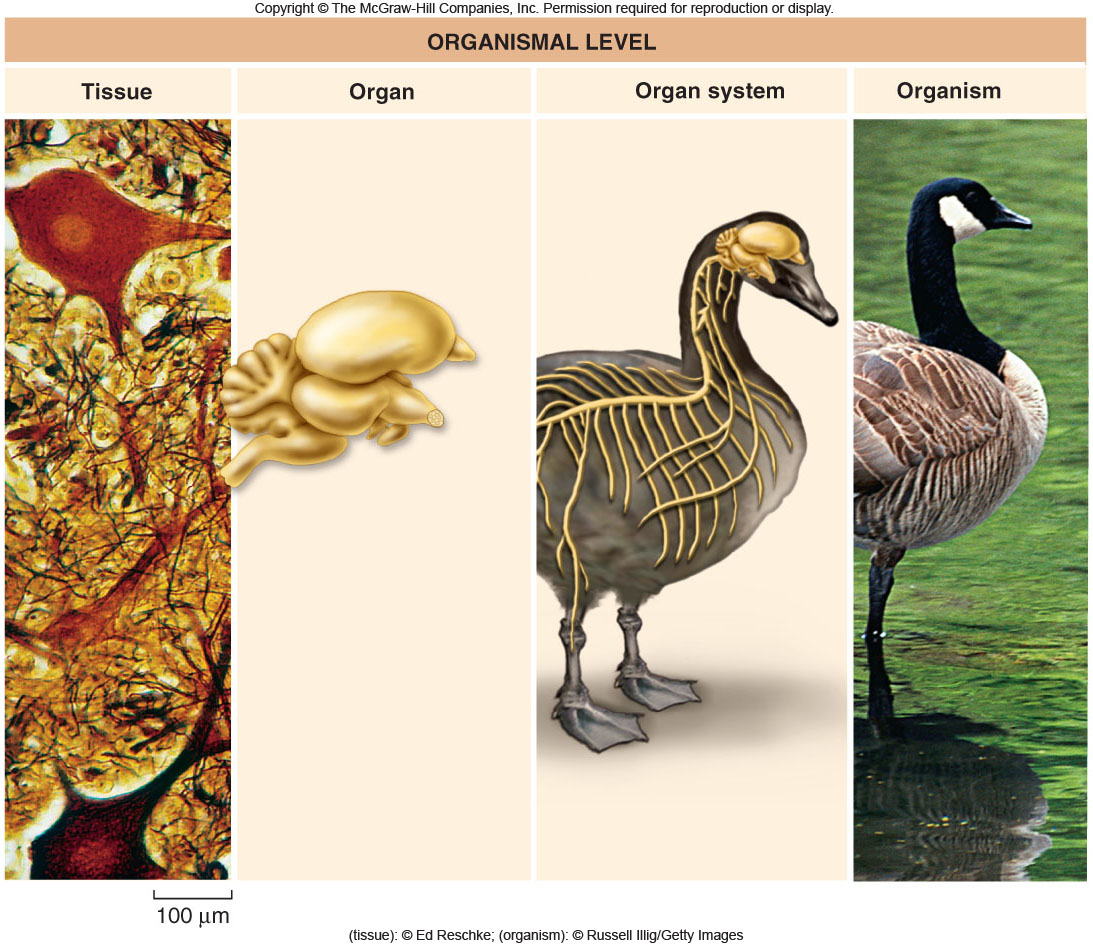 Copyright © The McGraw-Hill Companies, Inc. Permission required for reproduction or display.
ORGANISMAL LEVEL
Tissue
Organ
Organ system
Organism
100 μm
(tissue): © Ed Reschke; (organism): © Russell Illig/Getty Images